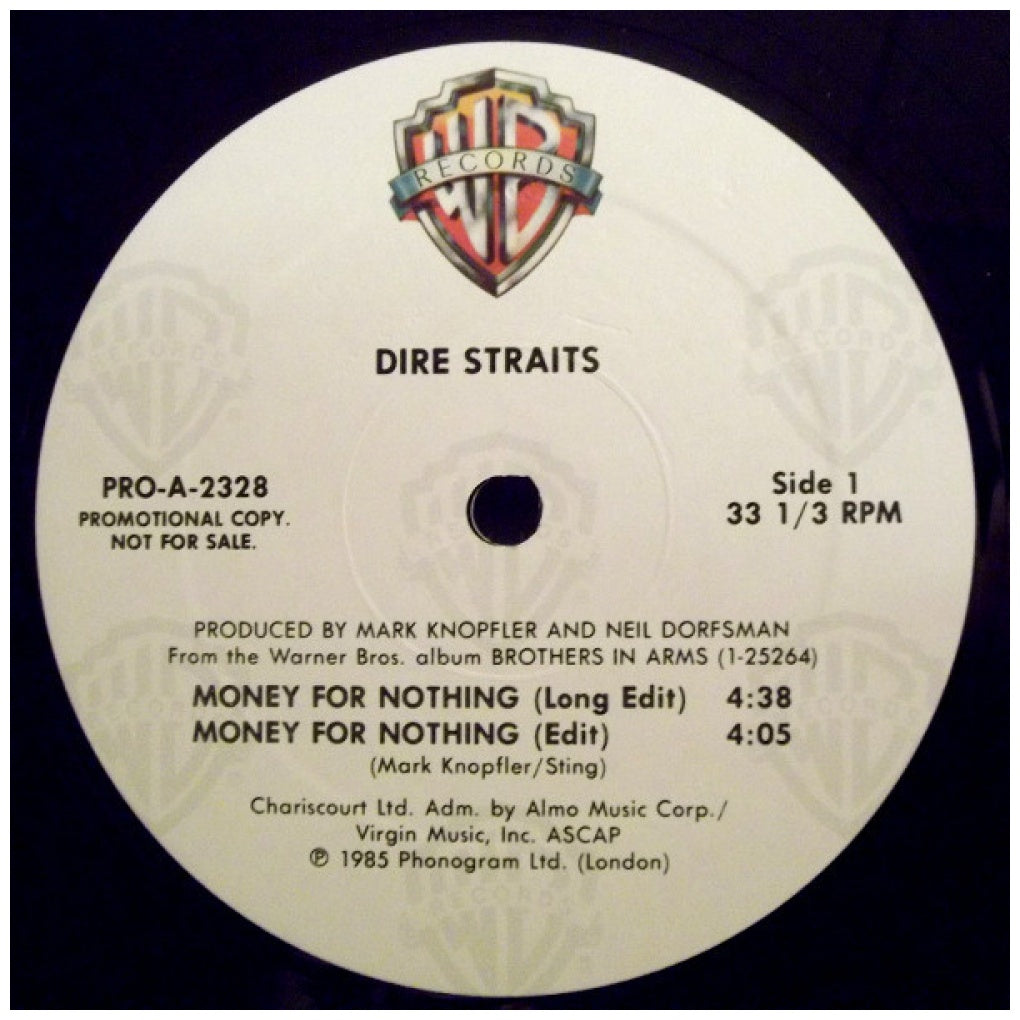 WB
RECORDS
DIRE STRAITS
PRO-A-2328
PROMOTIONAL COPY.
NOT FOR SALE.
Side 1
33 1/3 RPM
PRODUCED BY MARK KNOPFLER AND NEIL DORFSMAN
From the Warner Bros. album BROTHERS IN ARMS (1-25264)
MONEY FOR NOTHING (Long Edit) 4:38
MONEY FOR NOTHING (Edit) 4:05
(Mark Knopfler/Sting)
Chariscourt Ltd. Adm. by Almo Music Corp./
Virgin Music, Inc. ASCAP
℗ 1985 Phonogram Ltd. (London)